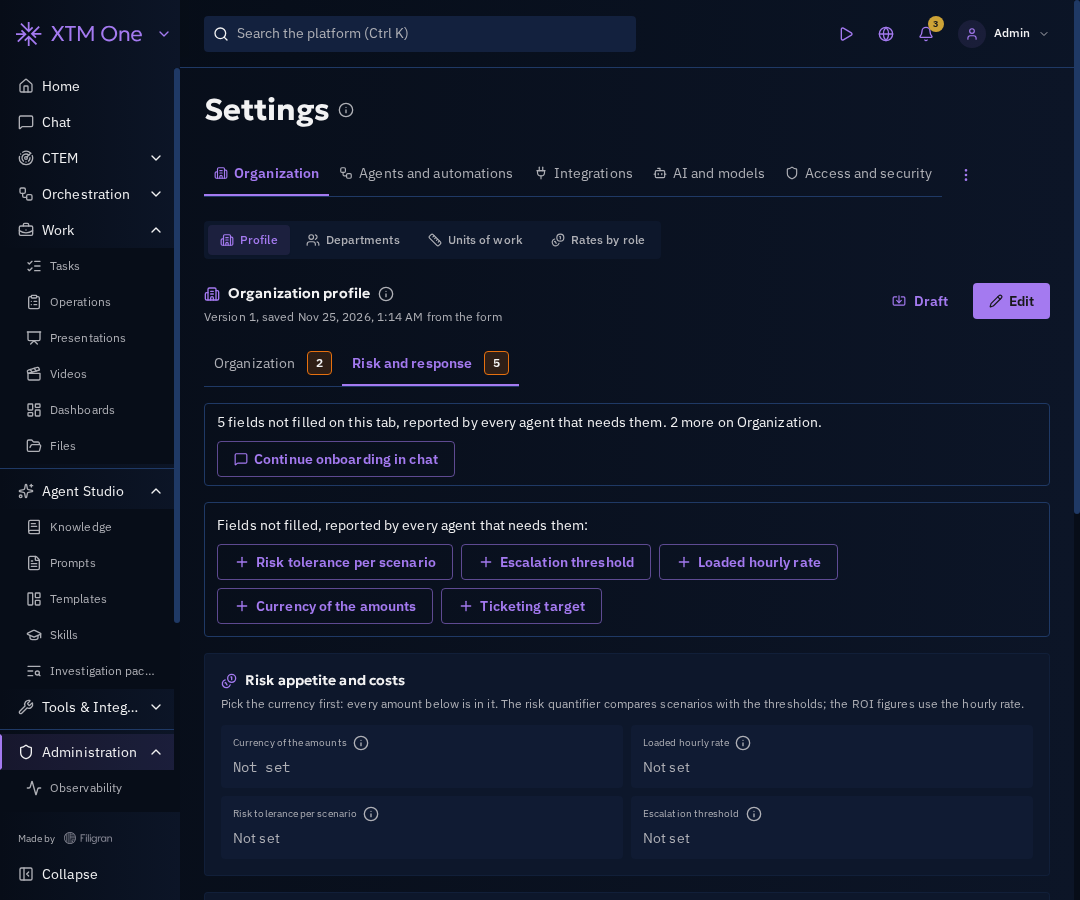 XTM One
Search the platform (Ctrl K)
3
Admin
Home
Chat
CTEM
Orchestration
Work
Tasks
Operations
Presentations
Videos
Dashboards
Files
Agent Studio
Knowledge
Prompts
Templates
Skills
Investigation pac...
Tools & Integ...
Administration
Observability
Made by Filigran
Collapse
Settings
Organization
Agents and automations
Integrations
AI and models
Access and security
Profile
Departments
Units of work
Rates by role
Organization profile
Version 1, saved Nov 25, 2026, 1:14 AM from the form
Draft
Edit
Organization 2
Risk and response 5
5 fields not filled on this tab, reported by every agent that needs them. 2 more on Organization.
Continue onboarding in chat
Fields not filled, reported by every agent that needs them:
Risk tolerance per scenario
Escalation threshold
Loaded hourly rate
Currency of the amounts
Ticketing target
Risk appetite and costs
Pick the currency first: every amount below is in it. The risk quantifier compares scenarios with the thresholds; the ROI figures use the hourly rate.
Currency of the amounts
Not set
Loaded hourly rate
Not set
Risk tolerance per scenario
Not set
Escalation threshold
Not set